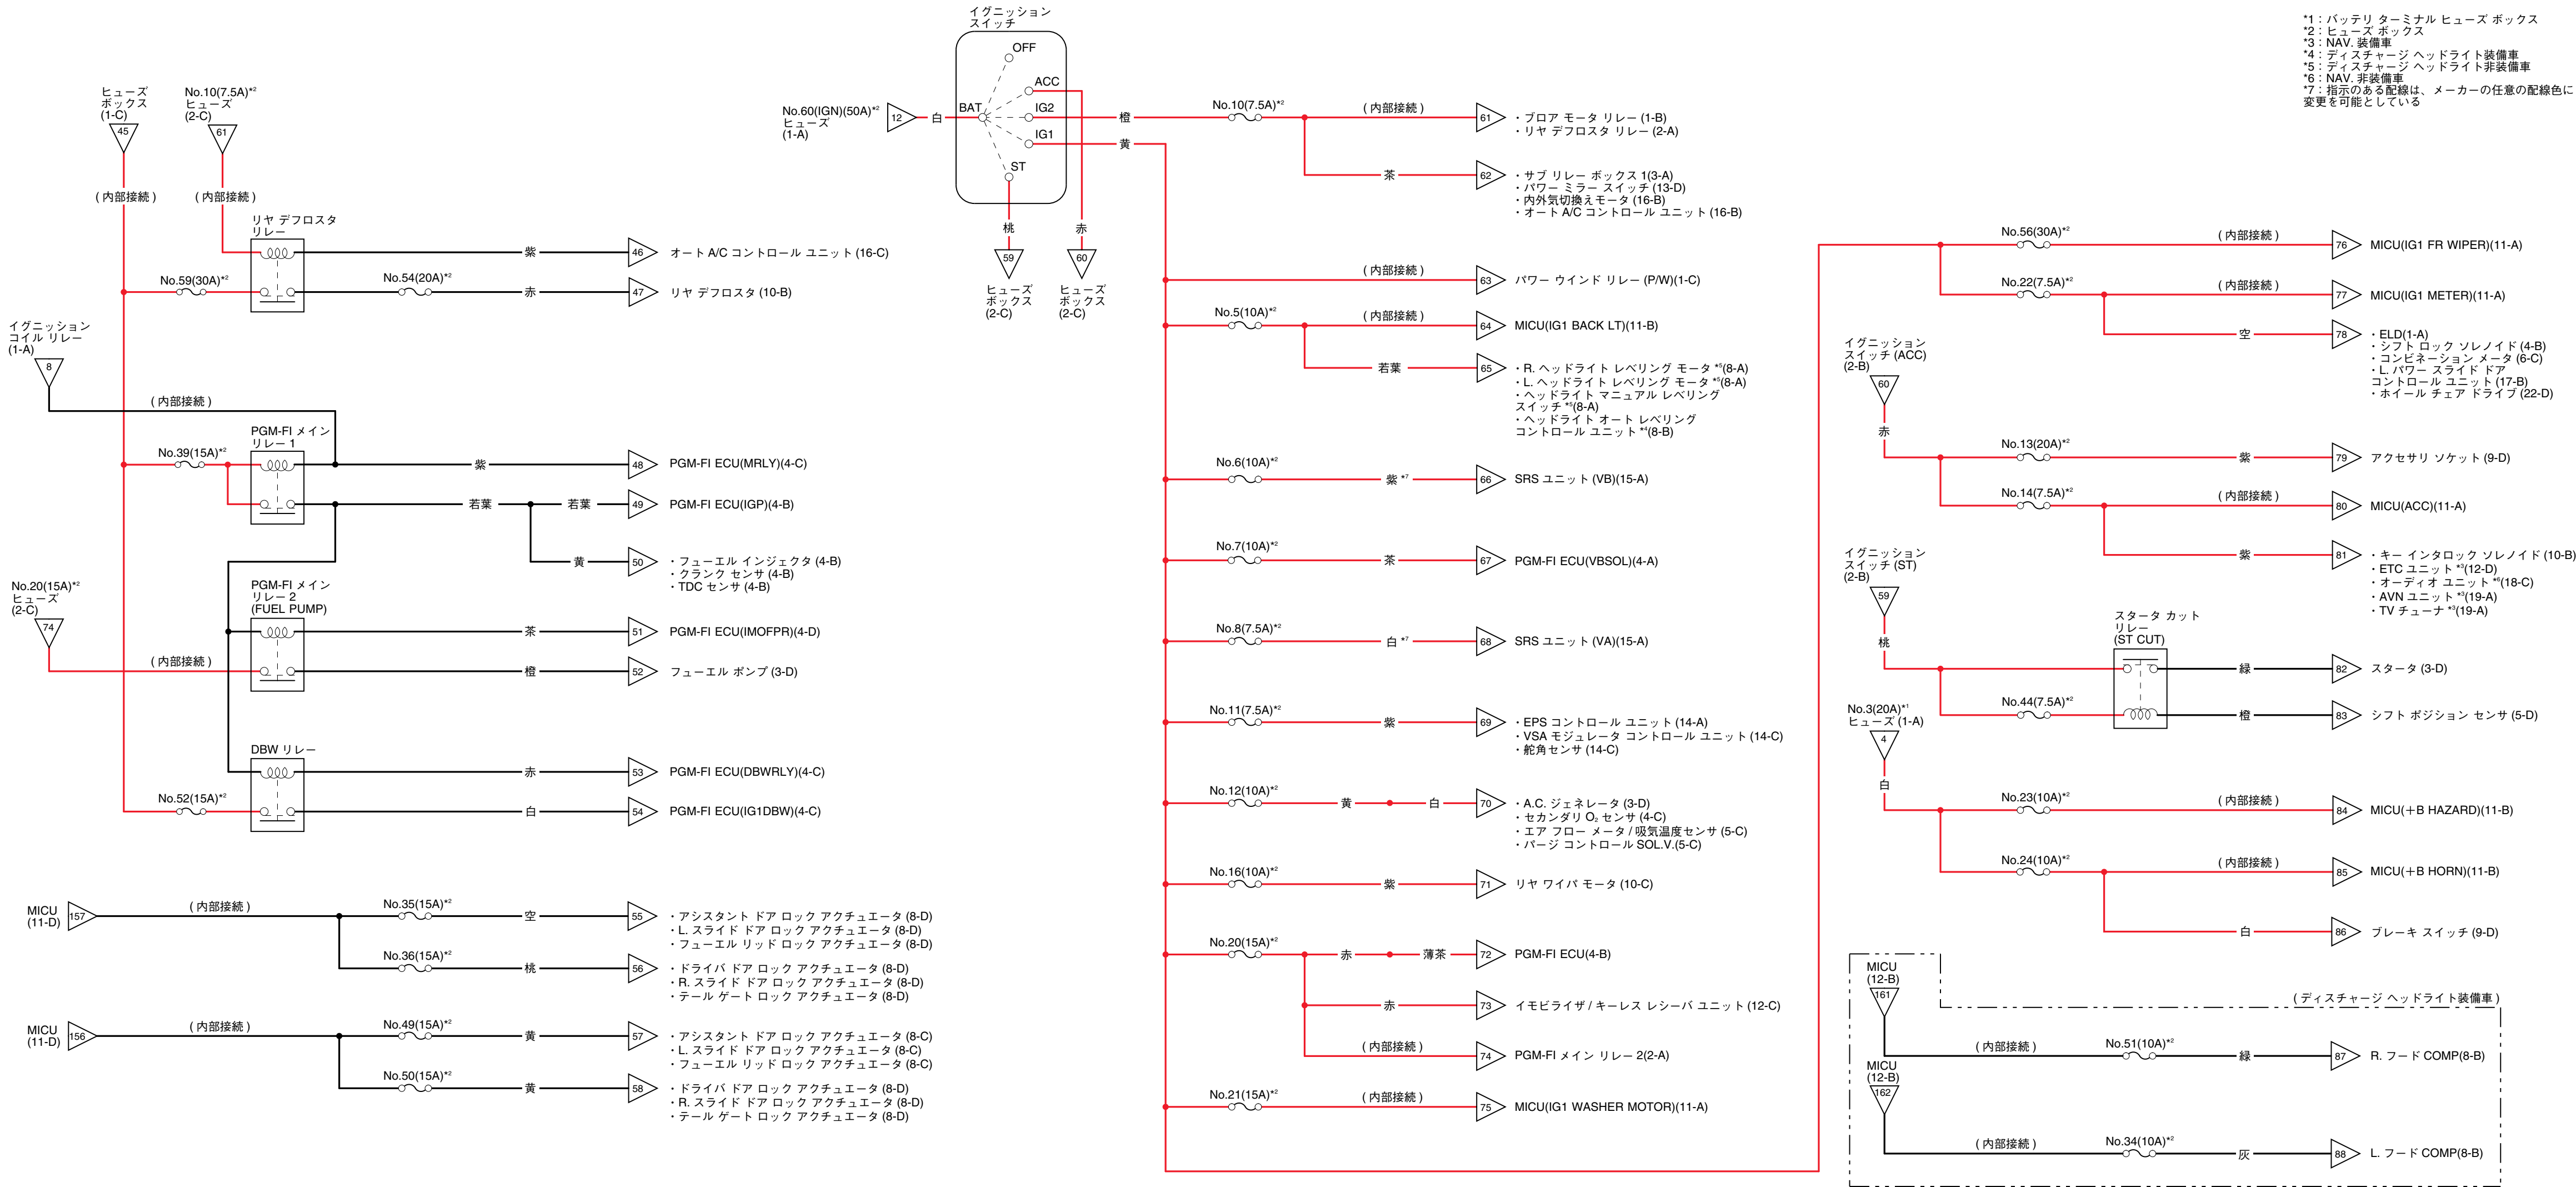 イグニッション
スイッチ
OFF
ACC
BAT
IG2
IG1
ST
No.60(IGN)(50A)*2
ヒューズ
(1-A)
12
白
橙
黄
桃
赤
59
60
ヒューズ
ボックス
(2-C)
ヒューズ
ボックス
(2-C)
*1：バッテリ ターミナル ヒューズ ボックス
*2：ヒューズ ボックス
*3：NAV. 装備車
*4：ディスチャージ ヘッドライト装備車
*5：ディスチャージ ヘッドライト非装備車
*6：NAV. 非装備車
*7：指示のある配線は、メーカーの任意の配線色に
変更を可能としている
ヒューズ
ボックス
(1-C)
45
No.10(7.5A)*2
ヒューズ
(2-C)
61
( 内部接続 )
( 内部接続 )
リヤ デフロスタ
リレー
紫
46
オート A/C コントロール ユニット (16-C)
No.59(30A)*2
No.54(20A)*2
赤
47
リヤ デフロスタ (10-B)
イグニッション
コイル リレー
(1-A)
8
( 内部接続 )
PGM-FI メイン
リレー 1
No.39(15A)*2
紫
48
PGM-FI ECU(MRLY)(4-C)
若葉
若葉
49
PGM-FI ECU(IGP)(4-B)
黄
50
・フューエル インジェクタ (4-B)
・クランク センサ (4-B)
・TDC センサ (4-B)
No.20(15A)*2
ヒューズ
(2-C)
74
( 内部接続 )
PGM-FI メイン
リレー 2
(FUEL PUMP)
茶
51
PGM-FI ECU(IMOFPR)(4-D)
橙
52
フューエル ポンプ (3-D)
DBW リレー
赤
53
PGM-FI ECU(DBWRLY)(4-C)
No.52(15A)*2
白
54
PGM-FI ECU(IG1DBW)(4-C)
MICU
(11-D)
157
( 内部接続 )
No.35(15A)*2
空
55
・アシスタント ドア ロック アクチュエータ (8-D)
・L. スライド ドア ロック アクチュエータ (8-D)
・フューエル リッド ロック アクチュエータ (8-D)
No.36(15A)*2
桃
56
・ドライバ ドア ロック アクチュエータ (8-D)
・R. スライド ドア ロック アクチュエータ (8-D)
・テール ゲート ロック アクチュエータ (8-D)
MICU
(11-D)
156
( 内部接続 )
No.49(15A)*2
黄
57
・アシスタント ドア ロック アクチュエータ (8-C)
・L. スライド ドア ロック アクチュエータ (8-C)
・フューエル リッド ロック アクチュエータ (8-C)
No.50(15A)*2
黄
58
・ドライバ ドア ロック アクチュエータ (8-D)
・R. スライド ドア ロック アクチュエータ (8-D)
・テール ゲート ロック アクチュエータ (8-D)
No.10(7.5A)*2
( 内部接続 )
61
・ブロア モータ リレー (1-B)
・リヤ デフロスタ リレー (2-A)
茶
62
・サブ リレー ボックス 1(3-A)
・パワー ミラー スイッチ (13-D)
・内外気切換えモータ (16-B)
・オート A/C コントロール ユニット (16-B)
( 内部接続 )
63
パワー ウインド リレー (P/W)(1-C)
No.5(10A)*2
( 内部接続 )
64
MICU(IG1 BACK LT)(11-B)
若葉
65
・R. ヘッドライト レベリング モータ *5(8-A)
・L. ヘッドライト レベリング モータ *5(8-A)
・ヘッドライト マニュアル レベリング
スイッチ *5(8-A)
・ヘッドライト オート レベリング
コントロール ユニット *4(8-B)
No.6(10A)*2
紫 *7
66
SRS ユニット (VB)(15-A)
No.7(10A)*2
茶
67
PGM-FI ECU(VBSOL)(4-A)
No.8(7.5A)*2
白 *7
68
SRS ユニット (VA)(15-A)
No.11(7.5A)*2
紫
69
・EPS コントロール ユニット (14-A)
・VSA モジュレータ コントロール ユニット (14-C)
・舵角センサ (14-C)
No.12(10A)*2
黄
白
70
・A.C. ジェネレータ (3-D)
・セカンダリ O2 センサ (4-C)
・エア フロー メータ / 吸気温度センサ (5-C)
・パージ コントロール SOL.V.(5-C)
No.16(10A)*2
紫
71
リヤ ワイパ モータ (10-C)
No.20(15A)*2
赤
薄茶
72
PGM-FI ECU(4-B)
赤
73
イモビライザ / キーレス レシーバ ユニット (12-C)
( 内部接続 )
74
PGM-FI メイン リレー 2(2-A)
No.21(15A)*2
( 内部接続 )
75
MICU(IG1 WASHER MOTOR)(11-A)
No.56(30A)*2
( 内部接続 )
76
MICU(IG1 FR WIPER)(11-A)
No.22(7.5A)*2
( 内部接続 )
77
MICU(IG1 METER)(11-A)
空
78
・ELD(1-A)
・シフト ロック ソレノイド (4-B)
・コンビネーション メータ (6-C)
・L. パワー スライド ドア
コントロール ユニット (17-B)
・ホイール チェア ドライブ (22-D)
イグニッション
スイッチ (ACC)
(2-B)
60
赤
No.13(20A)*2
紫
79
アクセサリ ソケット (9-D)
No.14(7.5A)*2
( 内部接続 )
80
MICU(ACC)(11-A)
紫
81
・キー インタロック ソレノイド (10-B)
・ETC ユニット *3(12-D)
・オーディオ ユニット *6(18-C)
・AVN ユニット *3(19-A)
・TV チューナ *3(19-A)
イグニッション
スイッチ (ST)
(2-B)
59
桃
スタータ カット
リレー
(ST CUT)
緑
82
スタータ (3-D)
No.44(7.5A)*2
橙
83
シフト ポジション センサ (5-D)
No.3(20A)*1
ヒューズ (1-A)
4
白
No.23(10A)*2
( 内部接続 )
84
MICU(＋B HAZARD)(11-B)
No.24(10A)*2
( 内部接続 )
85
MICU(＋B HORN)(11-B)
白
86
ブレーキ スイッチ (9-D)
MICU
(12-B)
161
( ディスチャージ ヘッドライト装備車 )
( 内部接続 )
No.51(10A)*2
緑
87
R. フード COMP(8-B)
MICU
(12-B)
162
( 内部接続 )
No.34(10A)*2
灰
88
L. フード COMP(8-B)